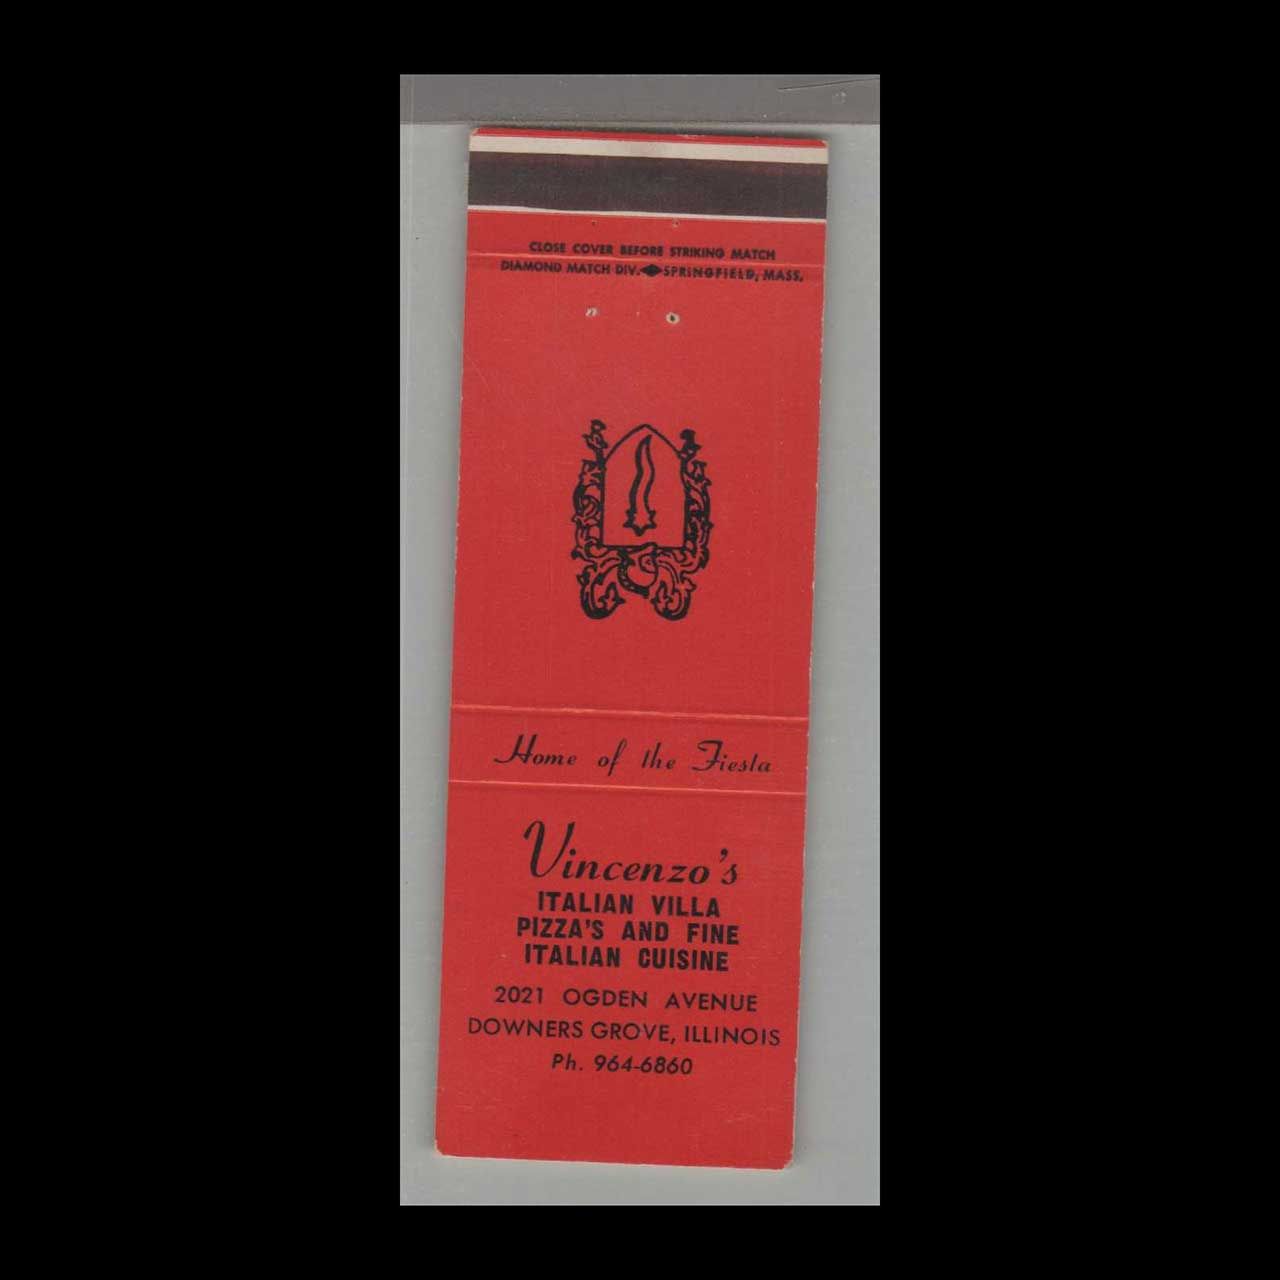 CLOSE COVER BEFORE STRIKING MATCH
DIAMOND MATCH DIV. ◆ SPRINGFIELD, MASS.
Home of the Fiesta
Vincenzo's
ITALIAN VILLA
PIZZA'S AND FINE
ITALIAN CUISINE
2021 OGDEN AVENUE
DOWNERS GROVE, ILLINOIS
Ph. 964-6860